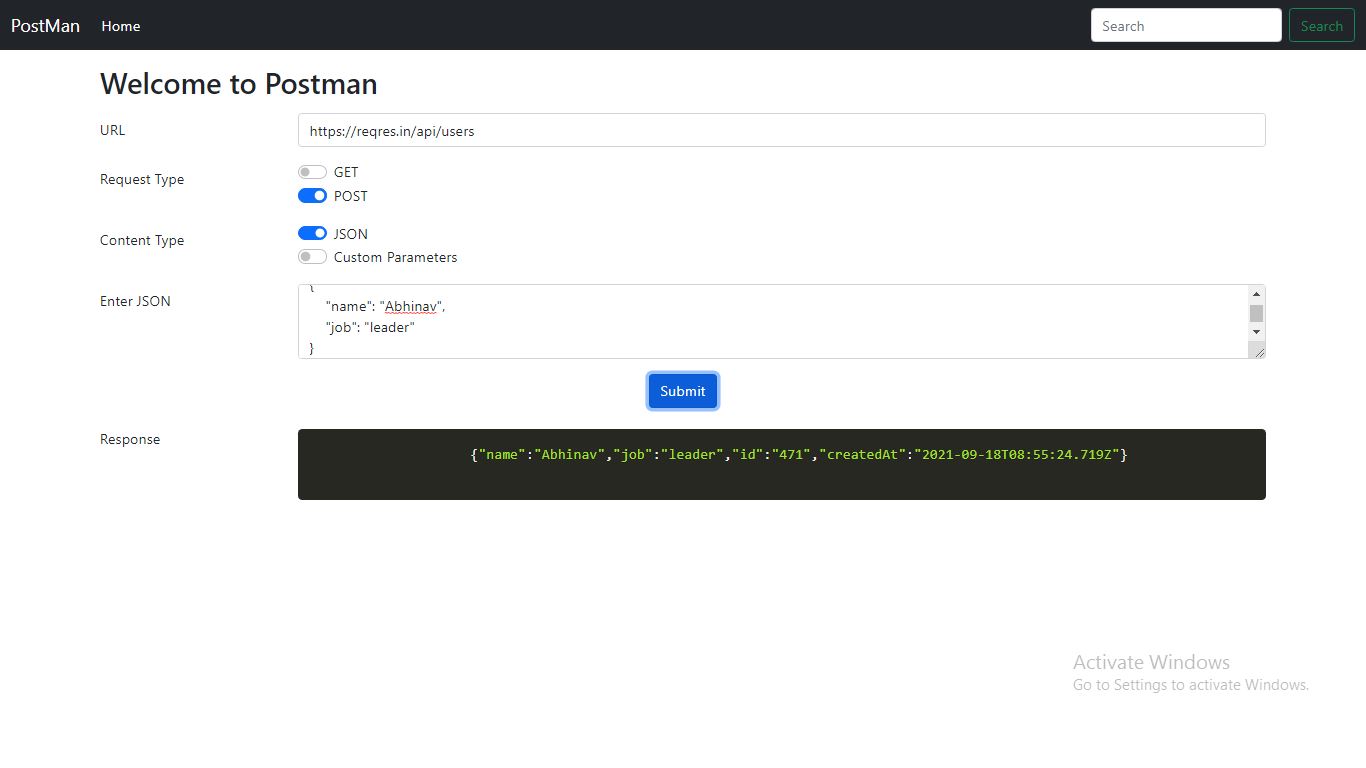 PostMan Home Search Search
Welcome to Postman
URL https://reqres.in/api/users
Request Type GET
POST
Content Type JSON
Custom Parameters
Enter JSON {
"name": "Abhinav",
"job": "leader"
}
Submit
Response {"name":"Abhinav","job":"leader","id":"471","createdAt":"2021-09-18T08:55:24.719Z"}
Activate Windows
Go to Settings to activate Windows.